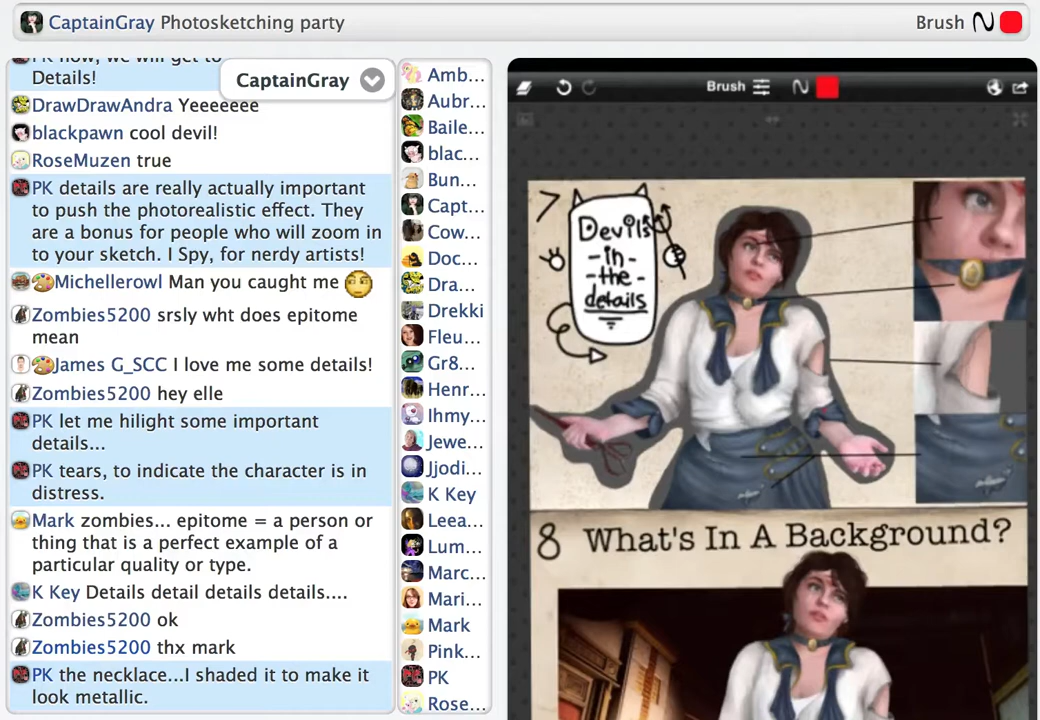 CaptainGray Photosketching party
Brush
Details!
CaptainGray
DrawDrawAndra Yeeeeeee
blackpawn cool devil!
RoseMuzen true
PK details are really actually important
to push the photorealistic effect. They
are a bonus for people who will zoom in
to your sketch. I Spy, for nerdy artists!
Michellerowl Man you caught me
Zombies5200 srsly wht does epitome
mean
James G_SCC I love me some details!
Zombies5200 hey elle
PK let me hilight some important
details...
PK tears, to indicate the character is in
distress.
Mark zombies... epitome = a person or
thing that is a perfect example of a
particular quality or type.
K Key Details detail details details....
Zombies5200 ok
Zombies5200 thx mark
PK the necklace...I shaded it to make it
look metallic.
Amb...
Aubr...
Baile...
blac...
Bun...
Capt...
Cow...
Doc...
Dra...
Drekki
Fleu...
Gr8...
Henr...
Ihmy...
Jewe...
Jjodi...
K Key
Leea...
Lum...
Marc...
Mari...
Mark
Pink...
PK
Rose...
Brush
Devils
-in-
-the-
details
8 What's In A Background?